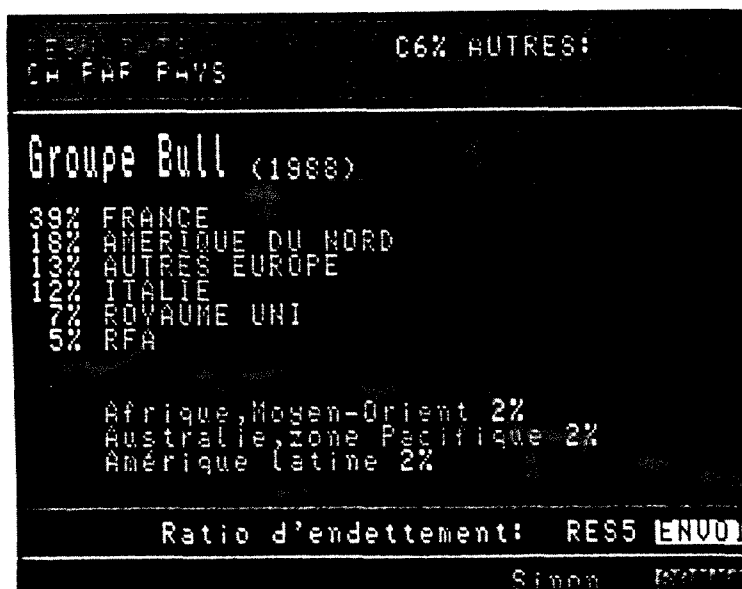 C6% AUTRES:
CA PAR PAYS
Groupe Bull (1988)
39% FRANCE
18% AMERIQUE DU NORD
13% AUTRES EUROPE
12% ITALIE
7% ROYAUME UNI
5% RFA
Afrique,Moyen-Orient 2%
Australie,zone Pacifique 2%
Amérique latine 2%
Ratio d'endettement: RES5 ENVOI
Sinon